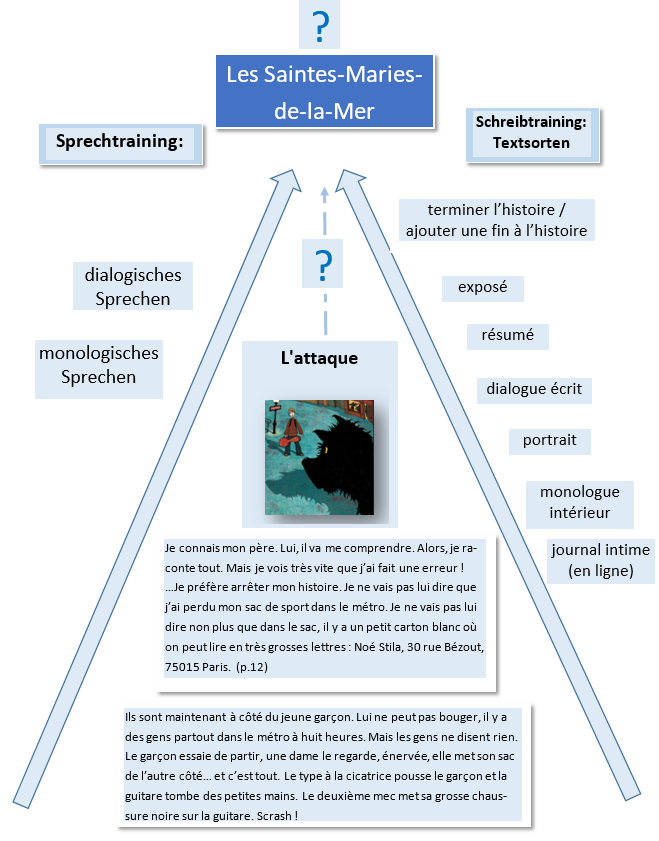 ?
Les Saintes-Maries-
de-la-Mer
Sprechtraining:
Schreibtraining:
Textsorten
terminer l’histoire /
ajouter une fin à l’histoire
?
dialogisches
Sprechen
exposé
résumé
monologisches
Sprechen
L'attaque
dialogue écrit
portrait
monologue
intérieur
journal intime
(en ligne)
Je connais mon père. Lui, il va me comprendre. Alors, je ra-
conte tout. Mais je vois très vite que j’ai fait une erreur !
…Je préfère arrêter mon histoire. Je ne vais pas lui dire que
j’ai perdu mon sac de sport dans le métro. Je ne vais pas lui
dire non plus que dans le sac, il y a un petit carton blanc où
on peut lire en très grosses lettres : Noé Stila, 30 rue Bézout,
75015 Paris. (p.12)
Ils sont maintenant à côté du jeune garçon. Lui ne peut pas bouger, il y a
des gens partout dans le métro à huit heures. Mais les gens ne disent rien.
Le garçon essaie de partir, une dame le regarde, énervée, elle met son sac
de l’autre côté… et c’est tout. Le type à la cicatrice pousse le garçon et la
guitare tombe des petites mains. Le deuxième mec met sa grosse chaus-
sure noire sur la guitare. Scrash !